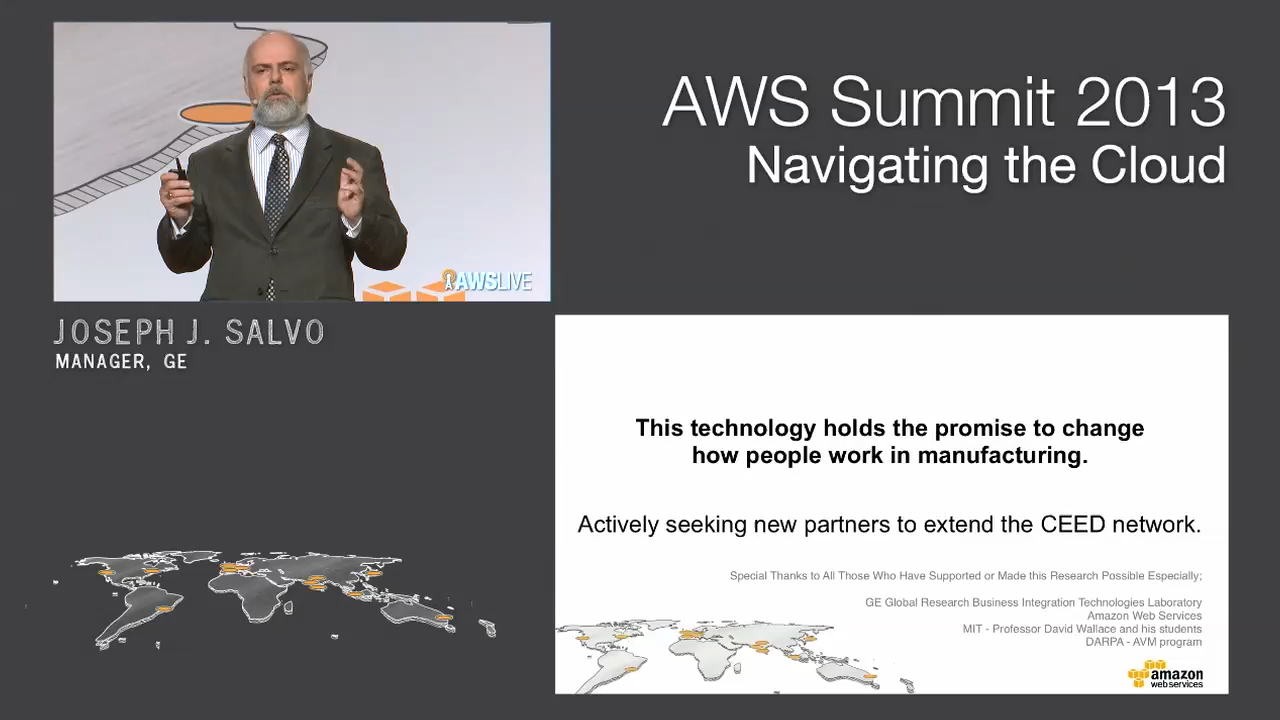 AWSLIVE
AWS Summit 2013
Navigating the Cloud
JOSEPH J. SALVO
MANAGER, GE
This technology holds the promise to change
how people work in manufacturing.
Actively seeking new partners to extend the CEED network.
Special Thanks to All Those Who Have Supported or Made this Research Possible Especially;
GE Global Research Business Integration Technologies Laboratory
Amazon Web Services
MIT - Professor David Wallace and his students
DARPA - AVM program
amazon
web services